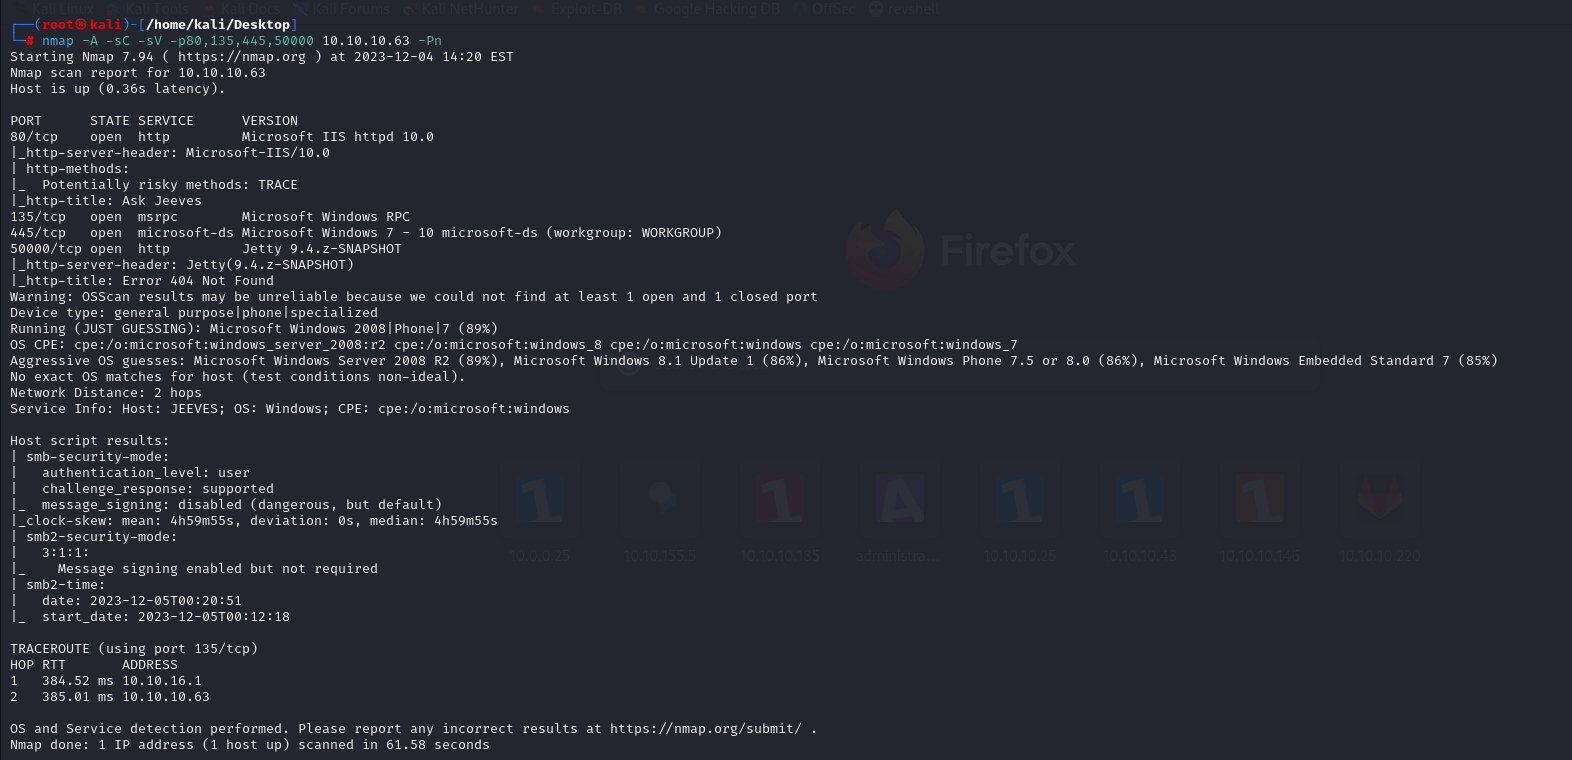 Kali Linux Kali Tools Kali Docs Kali Forums Kali NetHunter Exploit-DB Google Hacking DB OffSec revshell
┌──(root㉿kali)-[/home/kali/Desktop]
└─# nmap -A -sC -sV -p80,135,445,50000 10.10.10.63 -Pn
Starting Nmap 7.94 ( https://nmap.org ) at 2023-12-04 14:20 EST
Nmap scan report for 10.10.10.63
Host is up (0.36s latency).

PORT      STATE SERVICE      VERSION
80/tcp    open  http         Microsoft IIS httpd 10.0
|_http-server-header: Microsoft-IIS/10.0
| http-methods:
|_  Potentially risky methods: TRACE
|_http-title: Ask Jeeves
135/tcp   open  msrpc        Microsoft Windows RPC
445/tcp   open  microsoft-ds Microsoft Windows 7 - 10 microsoft-ds (workgroup: WORKGROUP)
50000/tcp open  http         Jetty 9.4.z-SNAPSHOT
|_http-server-header: Jetty(9.4.z-SNAPSHOT)
|_http-title: Error 404 Not Found
Firefox
Warning: OSScan results may be unreliable because we could not find at least 1 open and 1 closed port
Device type: general purpose|phone|specialized
Running (JUST GUESSING): Microsoft Windows 2008|Phone|7 (89%)
OS CPE: cpe:/o:microsoft:windows_server_2008:r2 cpe:/o:microsoft:windows_8 cpe:/o:microsoft:windows cpe:/o:microsoft:windows_7
Aggressive OS guesses: Microsoft Windows Server 2008 R2 (89%), Microsoft Windows 8.1 Update 1 (86%), Microsoft Windows Phone 7.5 or 8.0 (86%), Microsoft Windows Embedded Standard 7 (85%)
No exact OS matches for host (test conditions non-ideal).
Network Distance: 2 hops
Service Info: Host: JEEVES; OS: Windows; CPE: cpe:/o:microsoft:windows

Host script results:
| smb-security-mode:
|   authentication_level: user
|   challenge_response: supported
|_  message_signing: disabled (dangerous, but default)
|_clock-skew: mean: 4h59m55s, deviation: 0s, median: 4h59m55s
| smb2-security-mode:
|   3:1:1:
|_    Message signing enabled but not required
10.0.0.25 10.10.155.5 10.10.10.185 administra... 10.10.10.25 10.10.10.43 10.10.10.146 10.10.10.220
| smb2-time:
|   date: 2023-12-05T00:20:51
|_  start_date: 2023-12-05T00:12:18

TRACEROUTE (using port 135/tcp)
HOP RTT       ADDRESS
1   384.52 ms 10.10.16.1
2   385.01 ms 10.10.10.63

OS and Service detection performed. Please report any incorrect results at https://nmap.org/submit/ .
Nmap done: 1 IP address (1 host up) scanned in 61.58 seconds